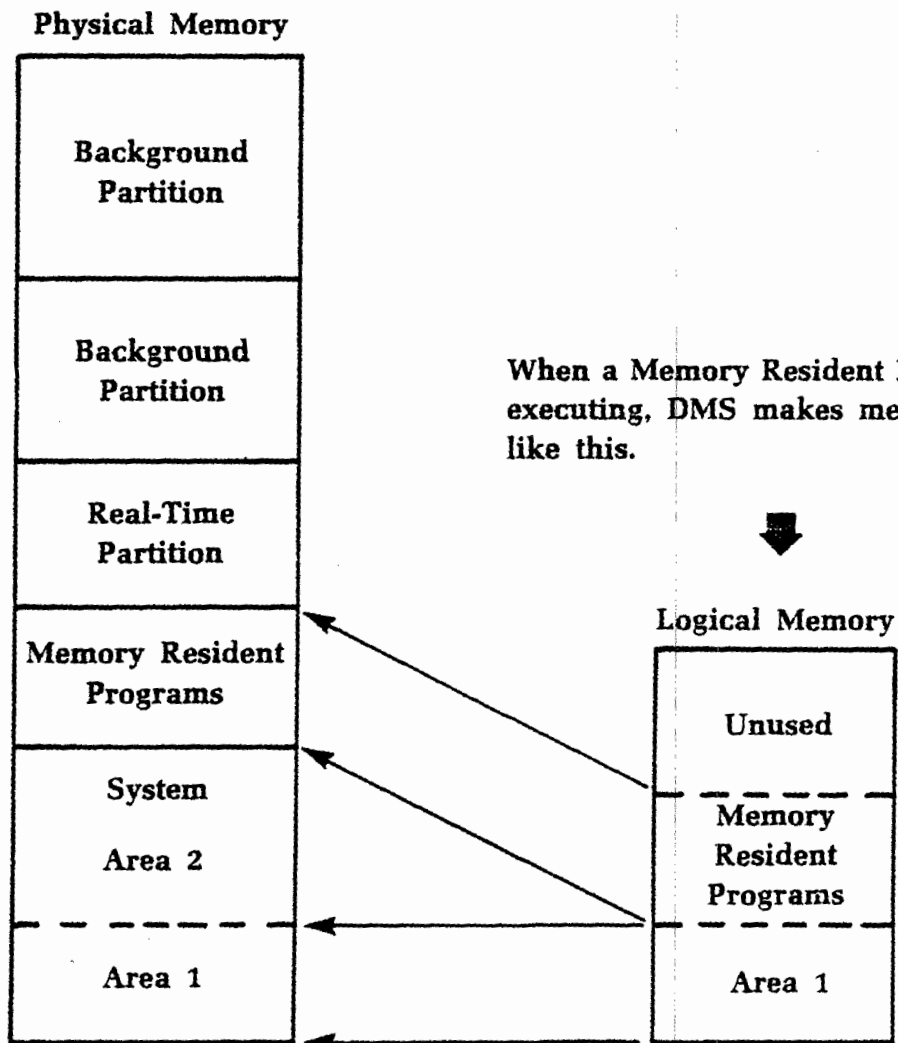 Physical Memory
Background
Partition
Background
Partition
Real-Time
Partition
Memory Resident
Programs
System
Area 2
Area 1
When a Memory Resident
executing, DMS makes
like this.
Logical Memory
Unused
Memory
Resident
Programs
Area 1